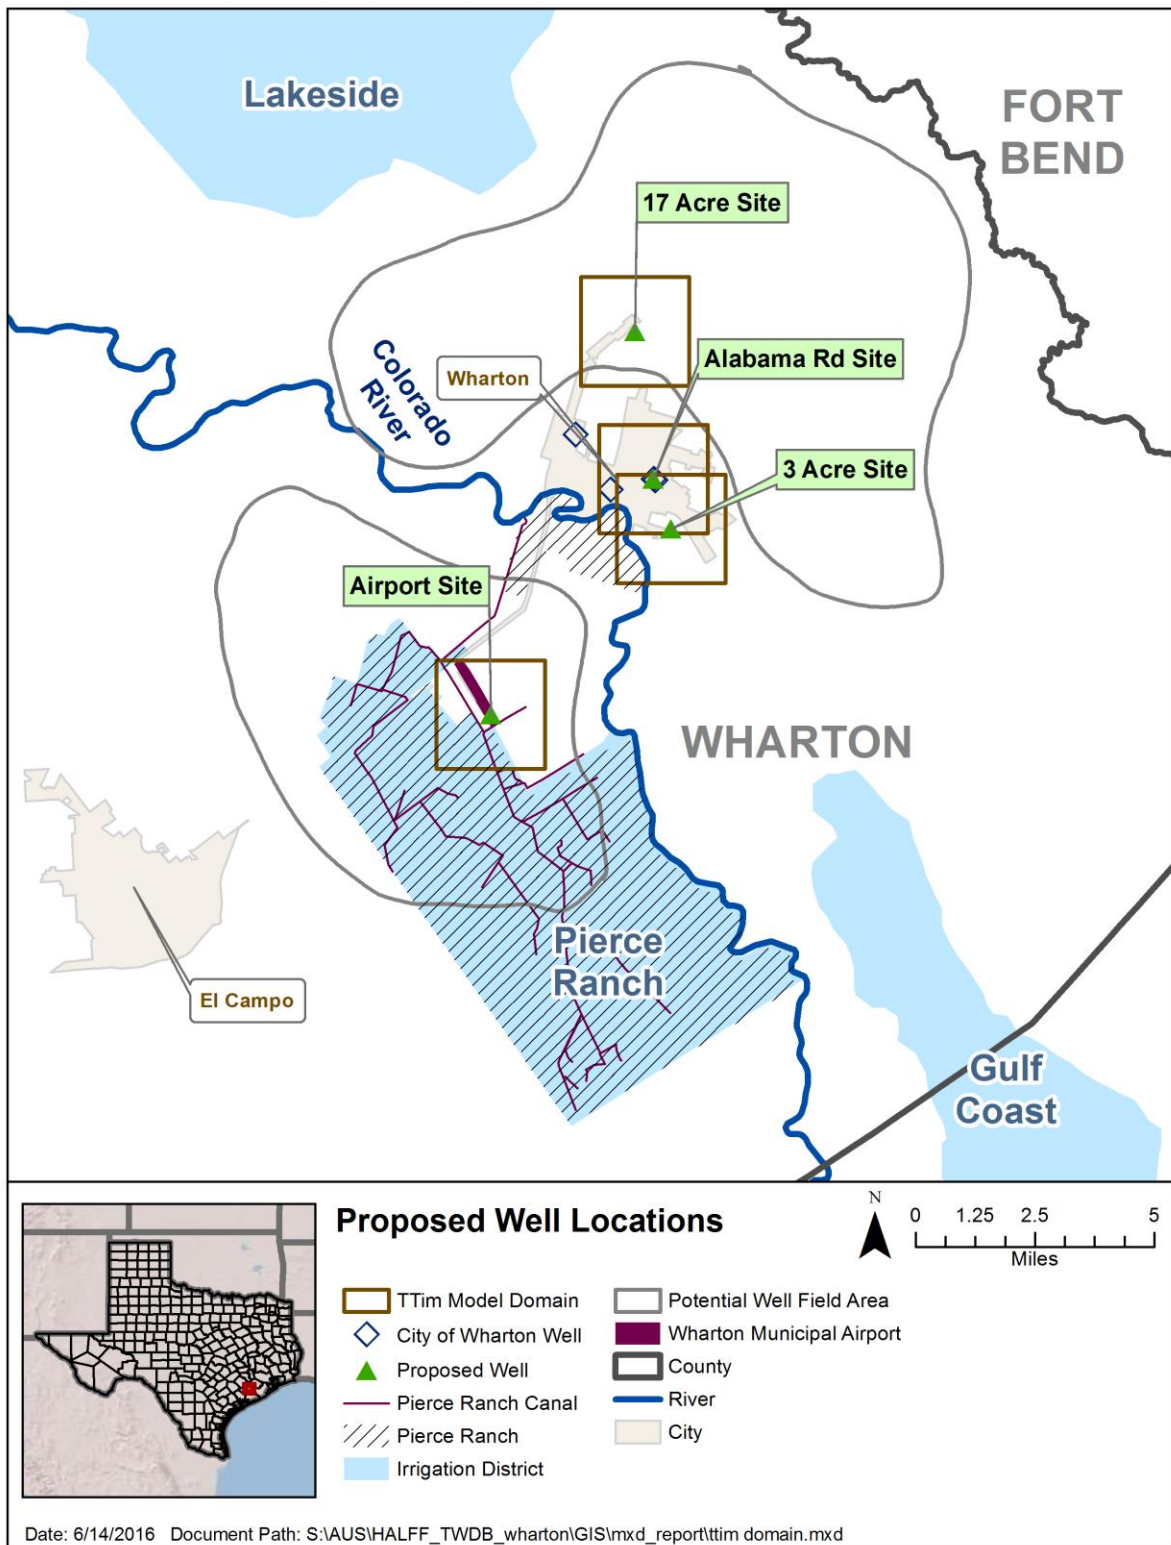 Lakeside
FORT
BEND
17 Acre Site
Colorado
River
Wharton
Alabama Rd Site
3 Acre Site
Airport Site
WHARTON
El Campo
Pierce
Ranch
Gulf
Coast
Proposed Well Locations
N
0 1.25 2.5 5
Miles
TTim Model Domain
City of Wharton Well
Proposed Well
Pierce Ranch Canal
Pierce Ranch
Irrigation District
Potential Well Field Area
Wharton Municipal Airport
County
River
City
Date: 6/14/2016 Document Path: S:\AUS\HALFF_TWDB_wharton\GIS\mxd_report\ttim domain.mxd